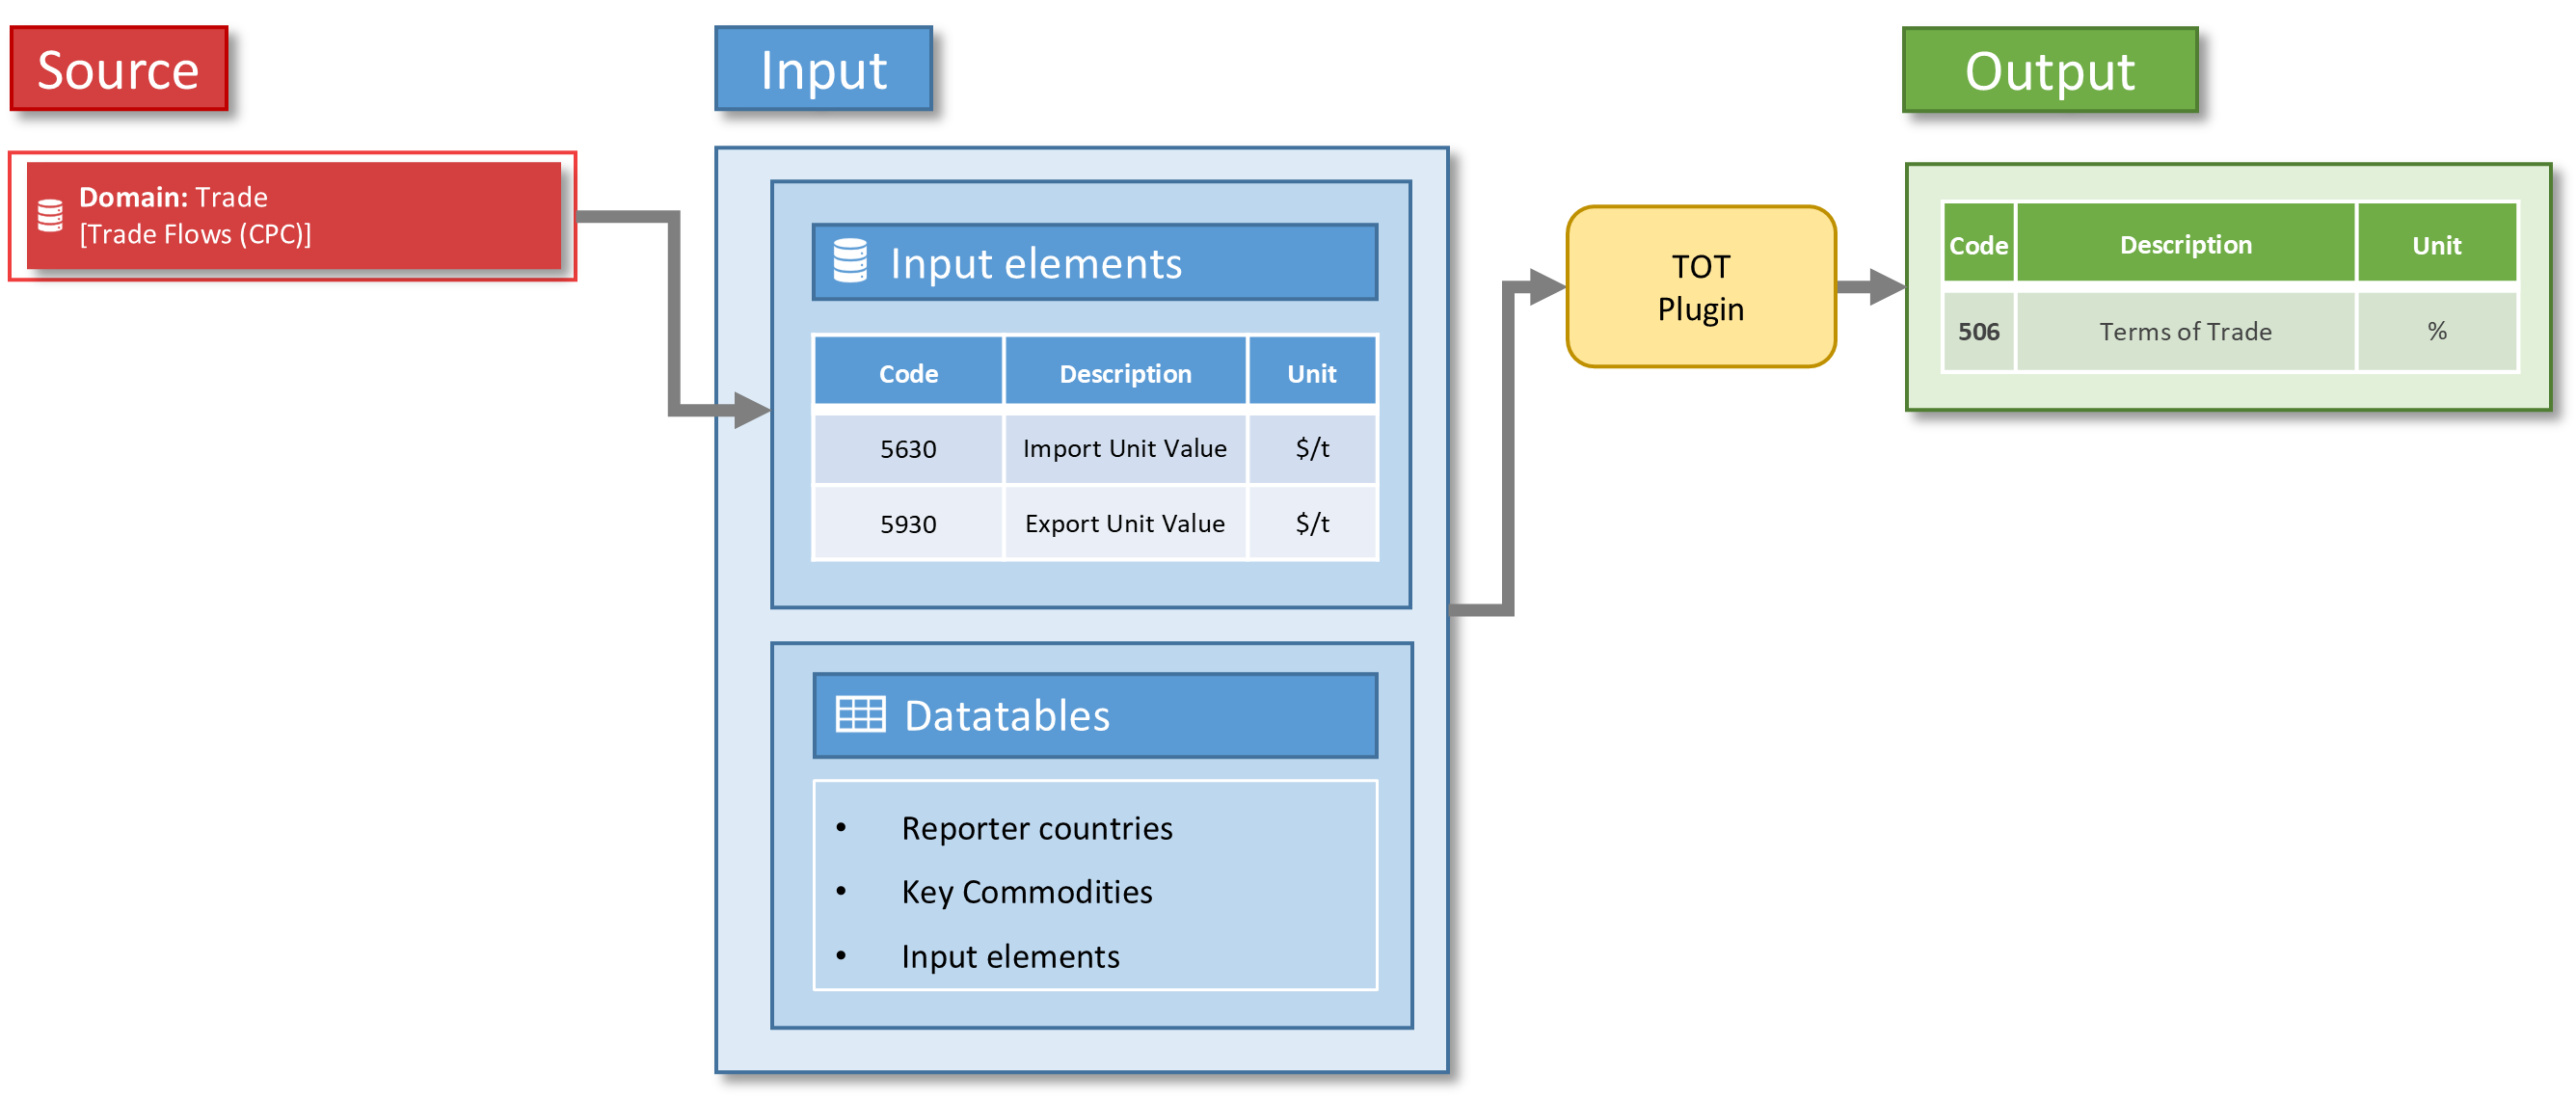 Source
Domain: Trade
[Trade Flows (CPC)]
Input
Input elements
Code Description Unit
5630 Import Unit Value $/t
5930 Export Unit Value $/t
Datatables
• Reporter countries
• Key Commodities
• Input elements
TOT
Plugin
Output
Code Description Unit
506 Terms of Trade %